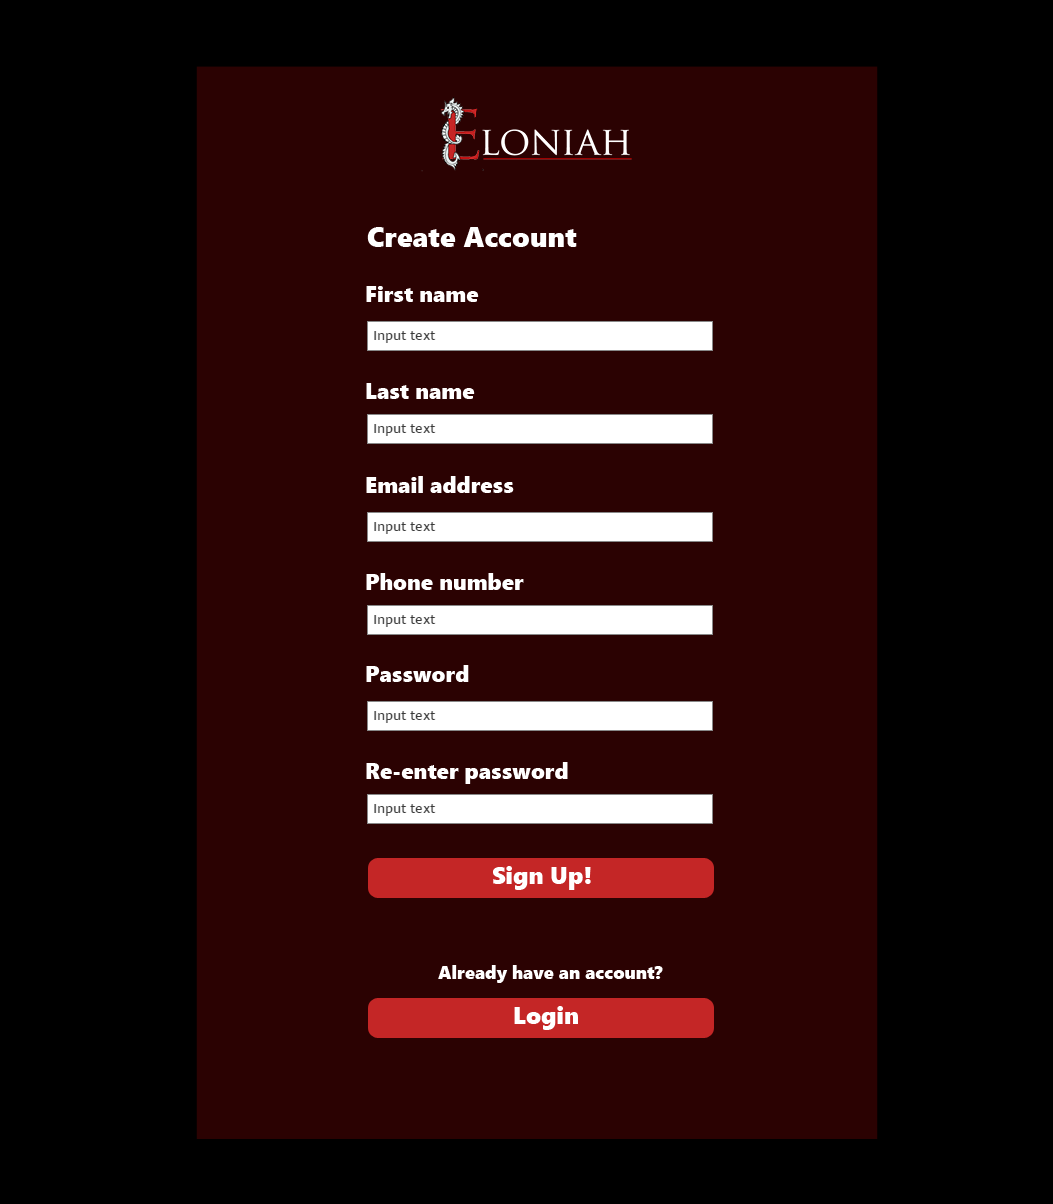 ELONIAH
Create Account
First name
Input text
Last name
Input text
Email address
Input text
Phone number
Input text
Password
Input text
Re-enter password
Input text
Sign Up!
Already have an account?
Login